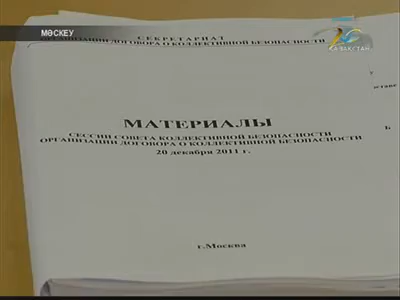 МӘСКЕУ
ҚАЗАҚСТАН
СЕКРЕТАРИАТ
ОРГАНИЗАЦИИ ДОГОВОРА О КОЛЛЕКТИВНОЙ БЕЗОПАСНОСТИ
МАТЕРИАЛЫ
СЕССИИ СОВЕТА КОЛЛЕКТИВНОЙ БЕЗОПАСНОСТИ
ОРГАНИЗАЦИИ ДОГОВОРА О КОЛЛЕКТИВНОЙ БЕЗОПАСНОСТИ
20 декабря 2011 г.
г.Москва